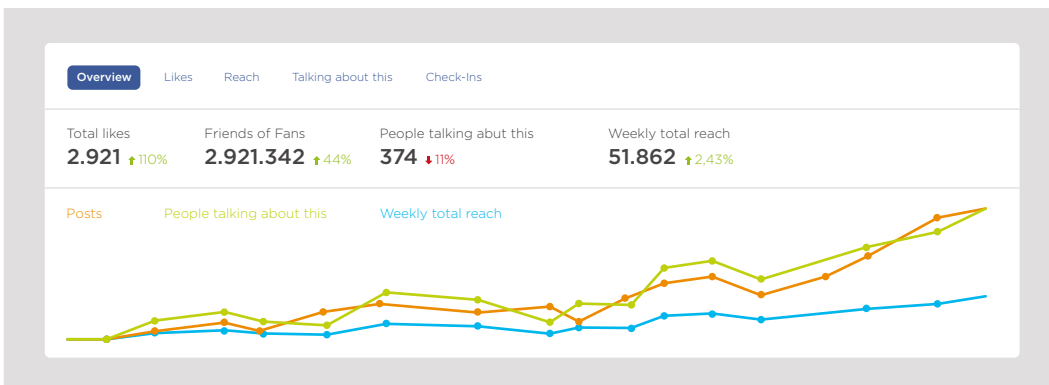 Overview Likes Reach Talking about this Check-Ins
Total likes Friends of Fans People talking abut this Weekly total reach
2.921 110% 2.921.342 44% 374 11% 51.862 2,43%
Posts People talking about this Weekly total reach